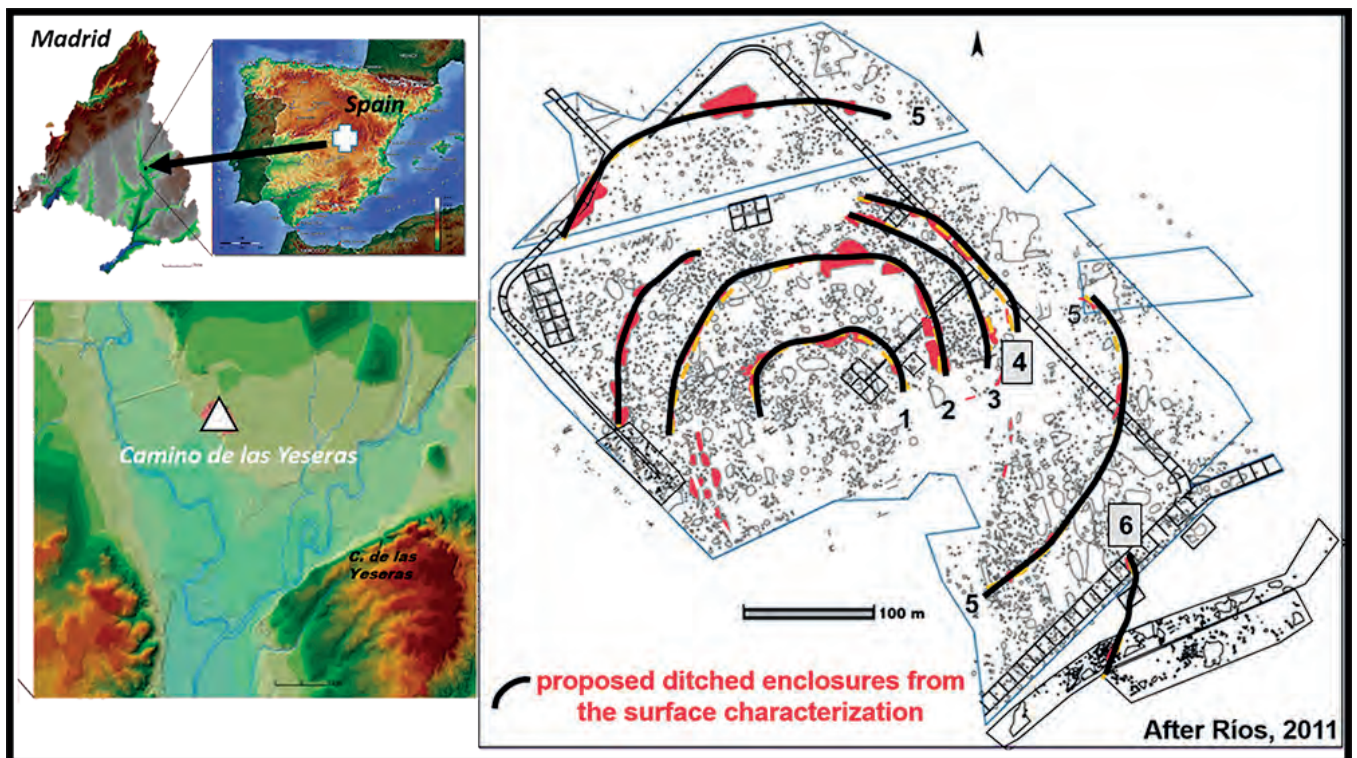 Madrid
Spain
Camino de las Yeseras
C. de las
Yeseras
5
5
4
1
2
3
6
5
100 m
proposed ditched enclosures from
the surface characterization
After Ríos, 2011